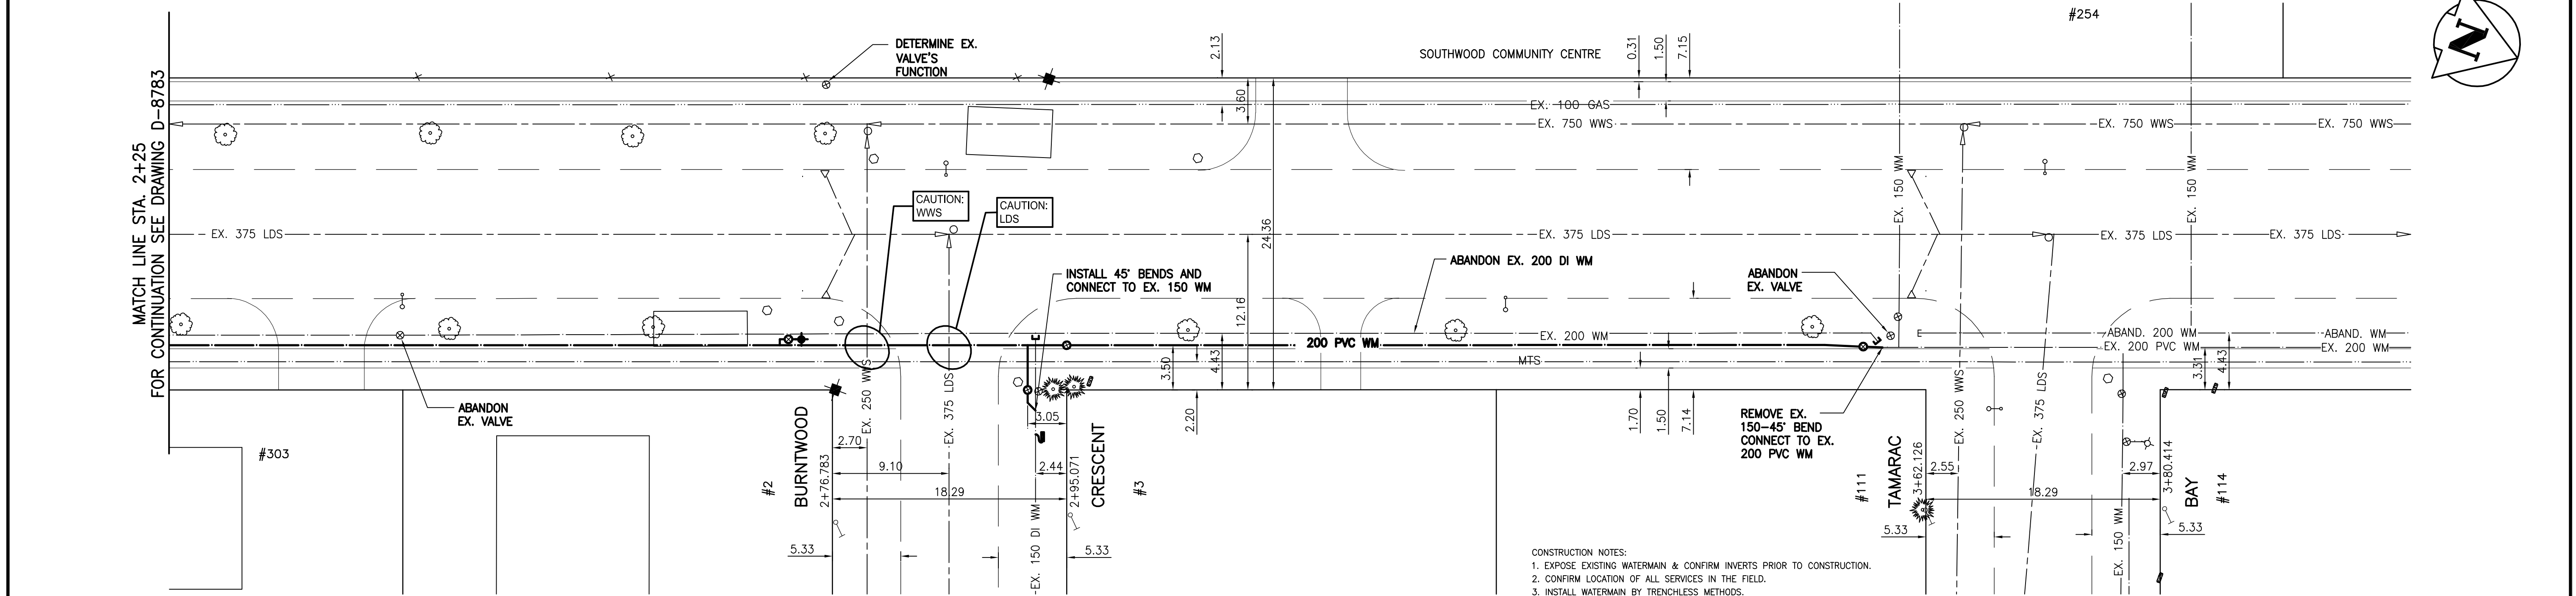 #254
N
DETERMINE EX.
VALVE'S
FUNCTION
2.13
SOUTHWOOD COMMUNITY CENTRE
0.31
1.50
7.15
MATCH LINE STA. 2+25
FOR CONTINUATION SEE DRAWING D-8783
3.60
EX. 100 GAS
EX. 750 WWS
EX. 750 WWS
EX. 750 WWS
EX. 150 WM
EX. 150 WM
CAUTION:
WWS
CAUTION:
LDS
24.36
EX. 375 LDS
EX. 375 LDS
EX. 375 LDS
EX. 375 LDS
INSTALL 45° BENDS AND
CONNECT TO EX. 150 WM
ABANDON EX. 200 DI WM
ABANDON
EX. VALVE
12.16
200 PVC WM
EX. 200 WM
E
ABAND. 200 WM
ABAND. WM
EX. 200 PVC WM
EX. 200 WM
3.50
4.43
MTS
3.31
4.43
ABANDON
EX. VALVE
EX. 250 WWS
EX. 375 LDS
3.05
2.20
1.70
1.50
7.14
REMOVE EX.
150-45° BEND
CONNECT TO EX.
200 PVC WM
EX. 250 WWS
EX. 375 LDS
#303
#2
BURNTWOOD
2+76.783
2.70
9.10
2.44
18.29
2+95.071
CRESCENT
#3
#111
TAMARAC
3+62.126
2.55
2.97
18.29
3+80.414
BAY
#114
5.33
5.33
5.33
5.33
EX. 150 DI WM
EX. 150 WM
CONSTRUCTION NOTES:
1. EXPOSE EXISTING WATERMAIN & CONFIRM INVERTS PRIOR TO CONSTRUCTION.
2. CONFIRM LOCATION OF ALL SERVICES IN THE FIELD.
3. INSTALL WATERMAIN BY TRENCHLESS METHODS.